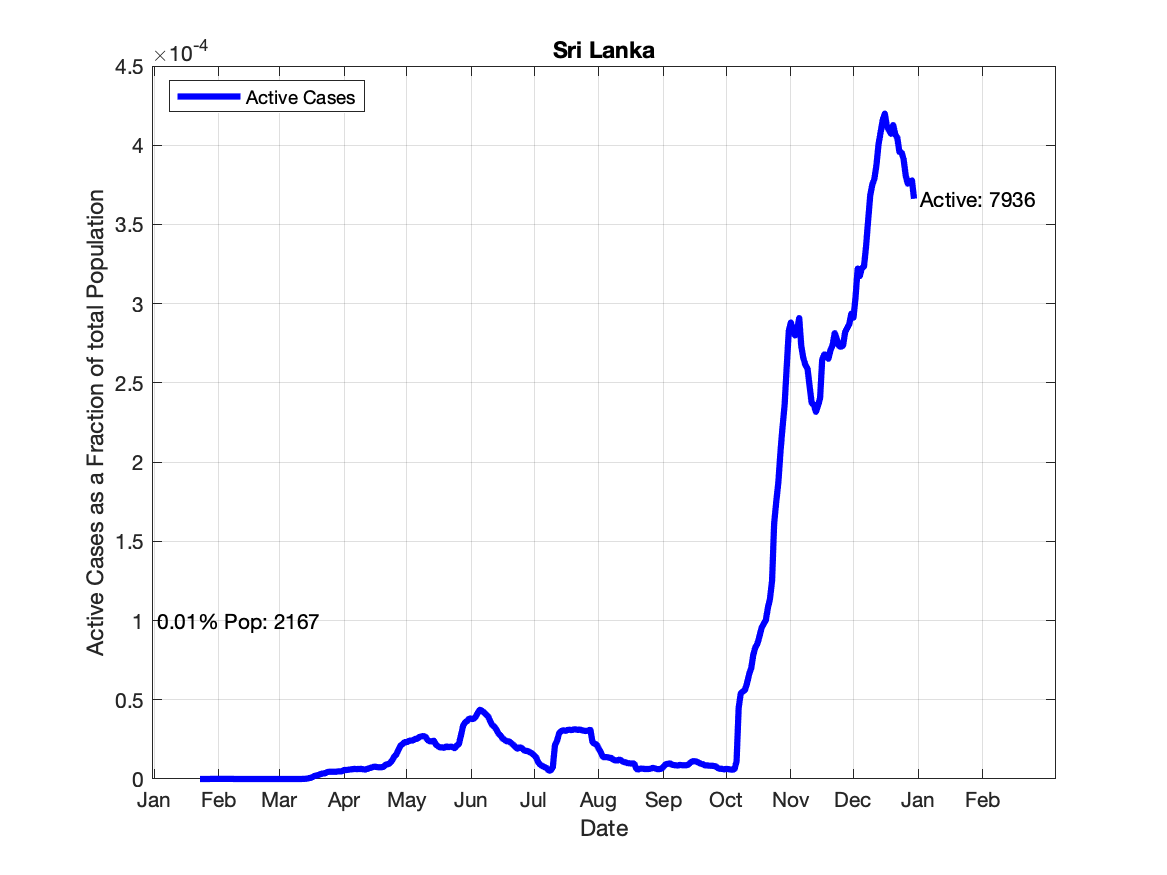 Sri Lanka
×10-4
4.5
4
3.5
3
2.5
2
1.5
1
0.5
0
Active Cases
Active: 7936
0.01% Pop: 2167
Active Cases as a Fraction of total Population
Jan Feb Mar Apr May Jun Jul Aug Sep Oct Nov Dec Jan Feb
Date